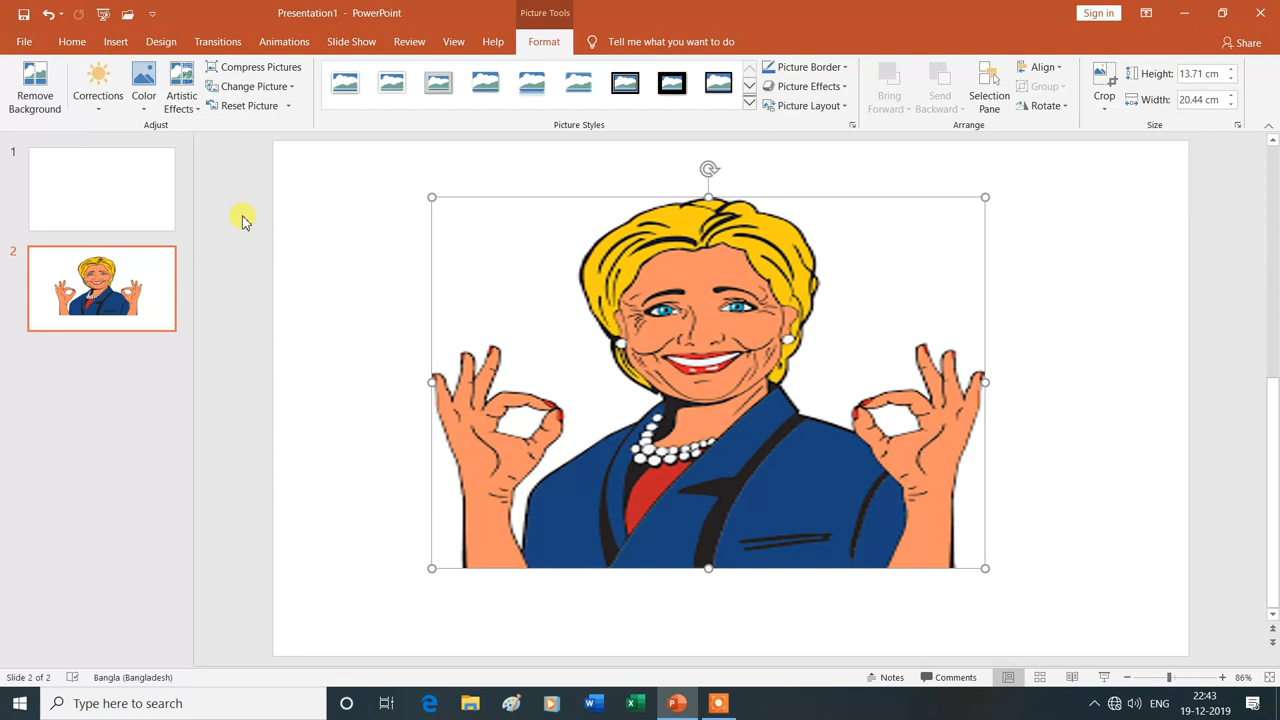 Presentation1 - PowerPoint
Picture Tools
Sign in
File Home Insert Design Transitions Animations Slide Show Review View Help Format Tell me what you want to do Share
Remove Background
Corrections
Color
Artistic Effects
Compress Pictures
Change Picture
Reset Picture
Adjust
Picture Styles
Picture Border
Picture Effects
Picture Layout
Bring Forward
Send Backward
Selection Pane
Align
Group
Rotate
Arrange
Crop
Height: 13.71 cm
Width: 20.44 cm
Size
1
2
Slide 2 of 2 Bangla (Bangladesh) Notes Comments 86%
Type here to search
ENG
22:43
19-12-2019